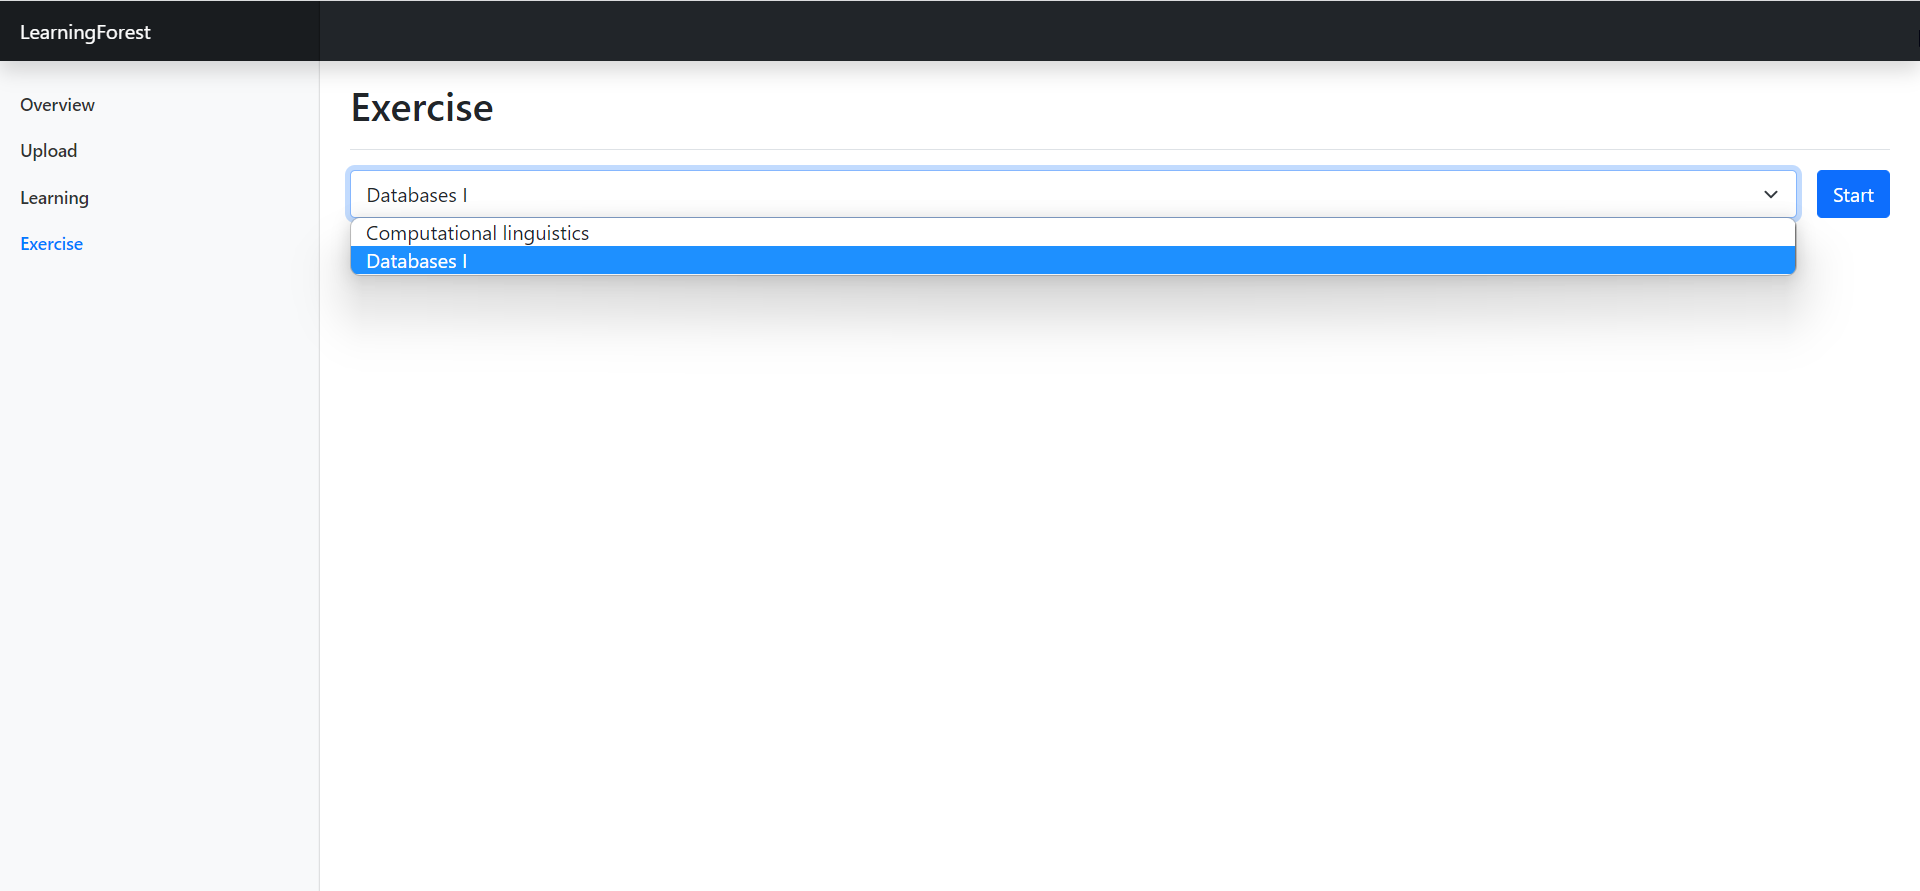 LearningForest
Overview
Upload
Learning
Exercise
Exercise
Databases I
Start
Computational linguistics
Databases I